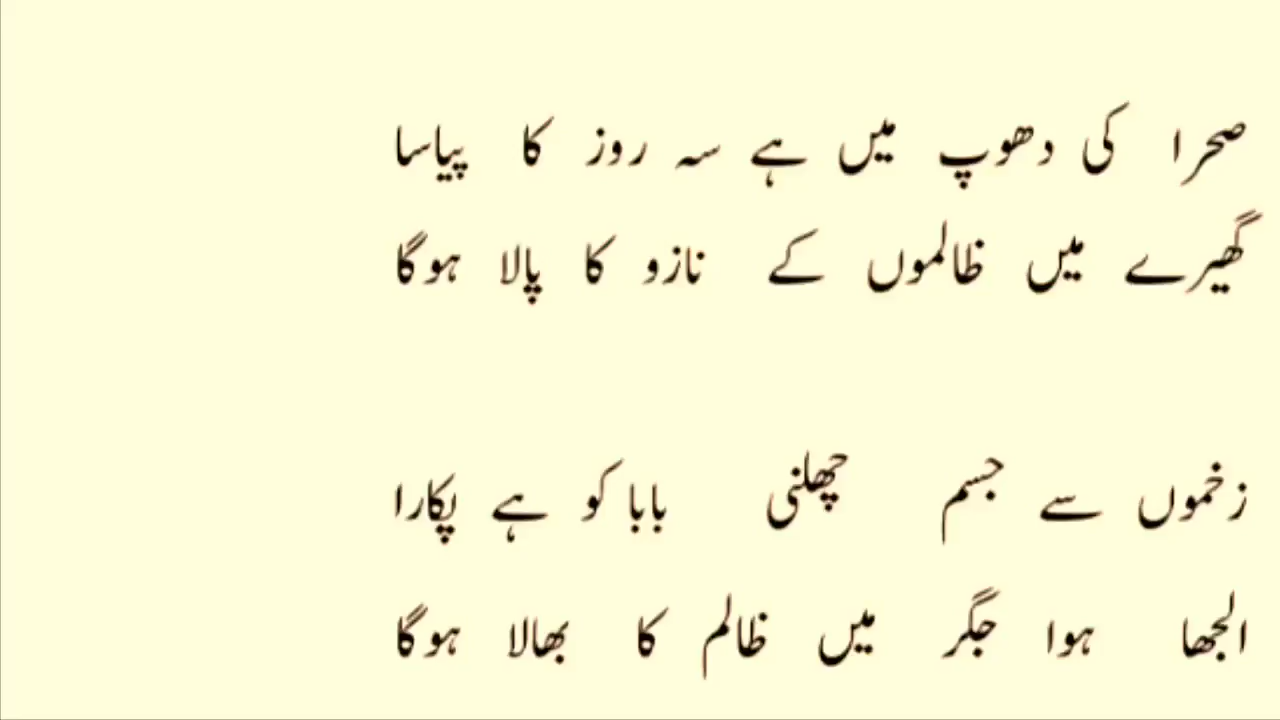 صحرا کی دھوپ میں ہے سہ روز کا پیاسا
گھیرے میں ظالموں کے نازو کا پالا ہوگا
زخموں سے جسم چھلنی بابا کو ہے پکارا
الجھا ہوا جگر میں ظالم کا بھالا ہوگا